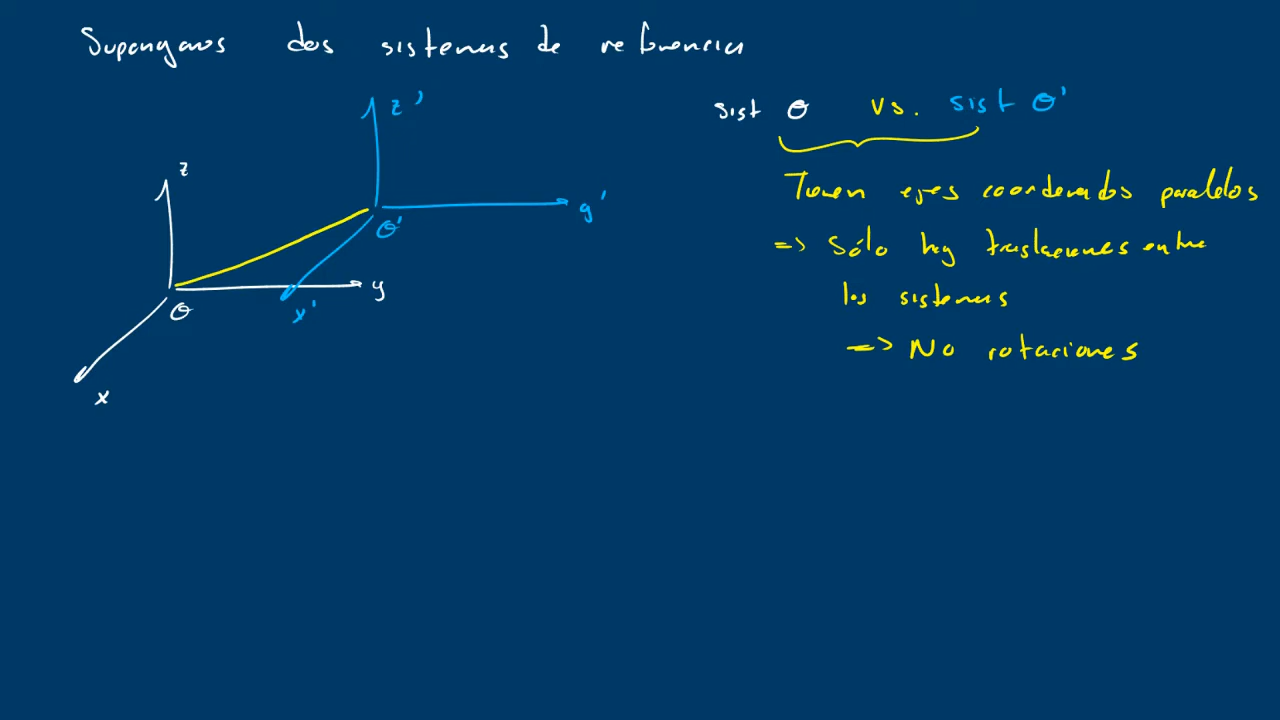 Supongamos dos sistemas de referencia
sist O vs. sist O'
Tienen ejes coordenados paralelos
=> Sólo hay traslaciones entre
los sistemas
=> No rotaciones
z'
y'
O'
x'
z
y
O
x